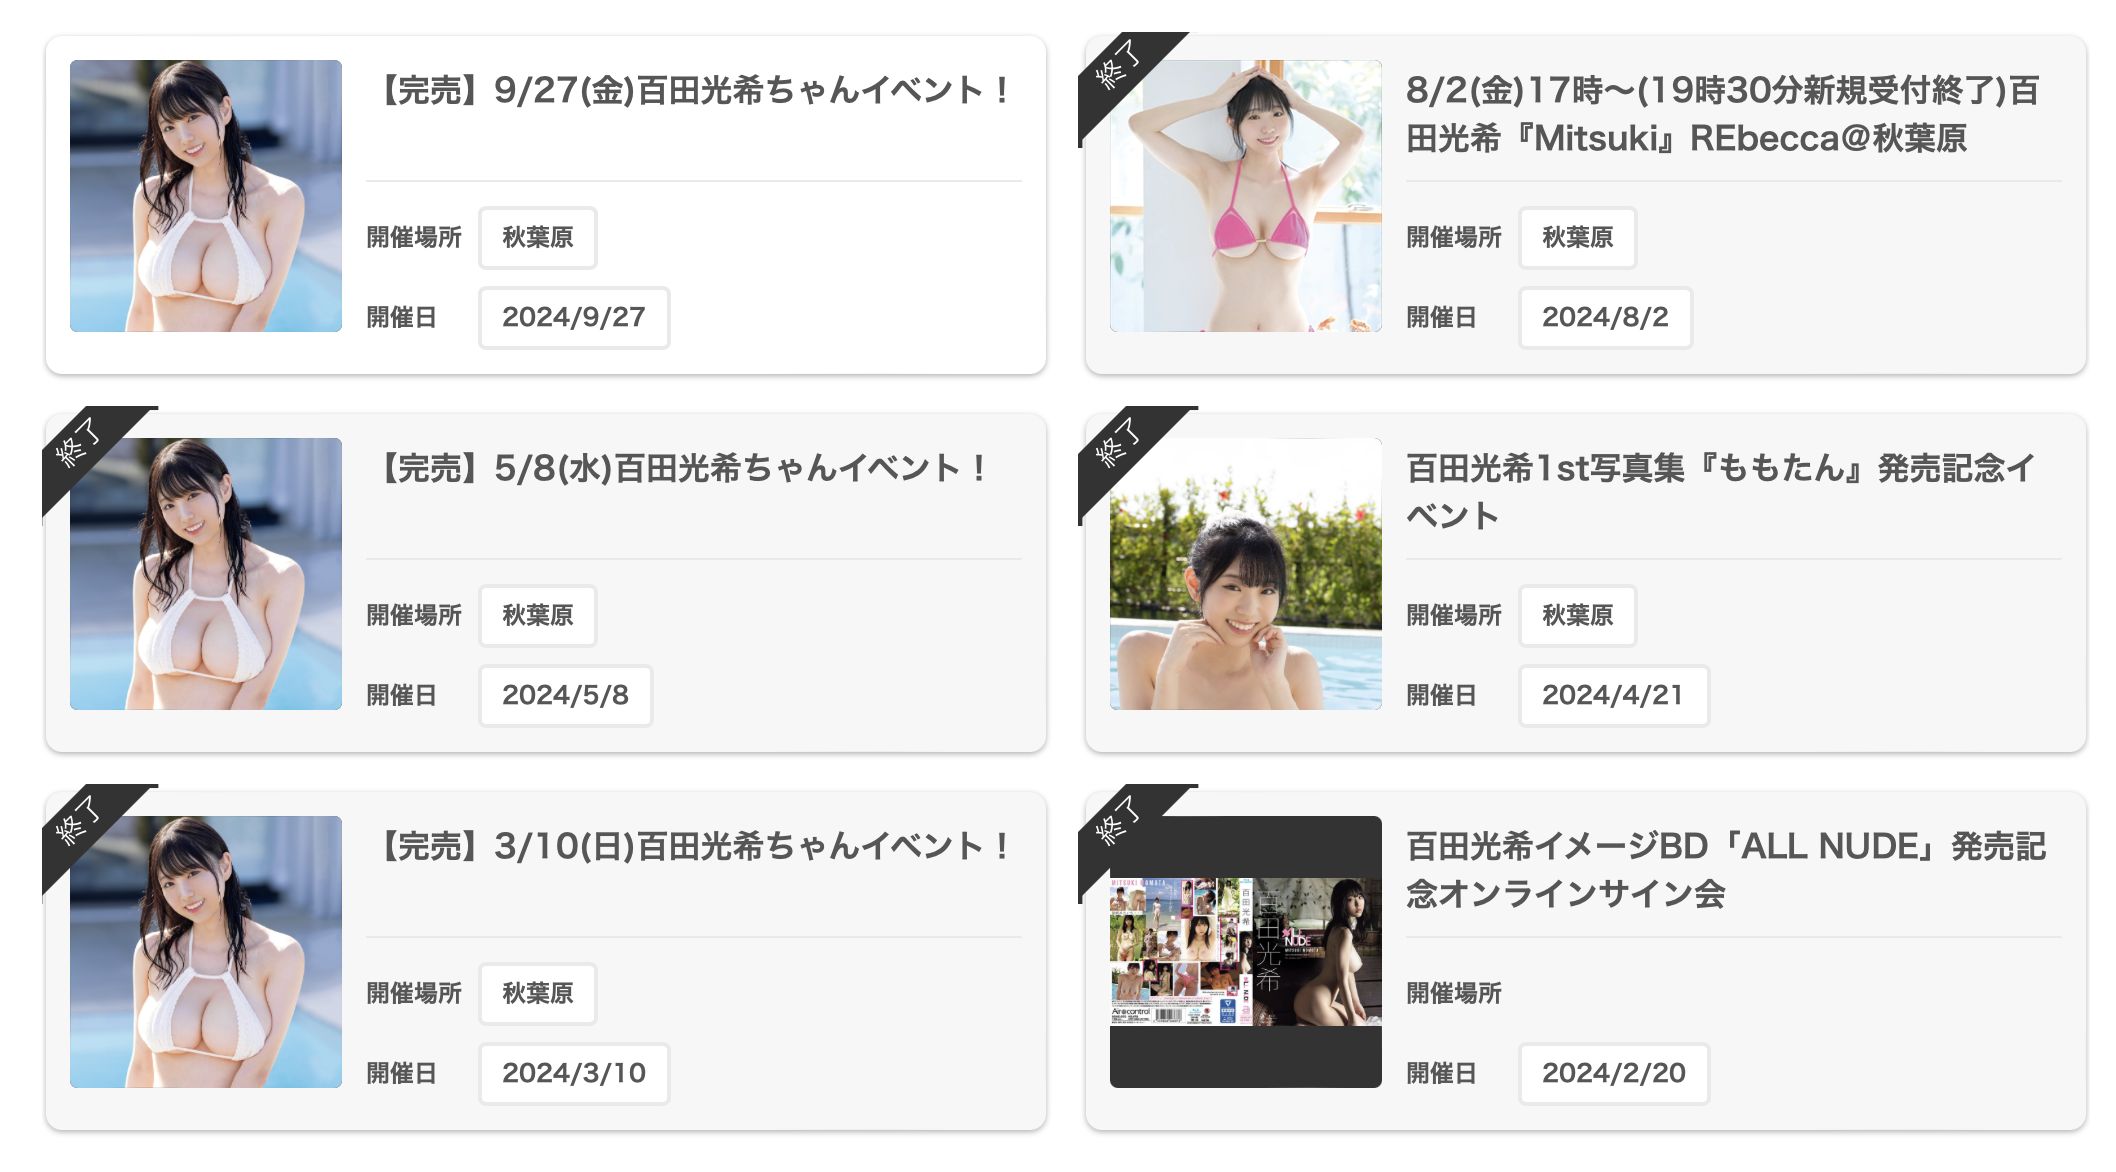 【完売】9/27(金)百田光希ちゃんイベント！
開催場所 秋葉原
開催日 2024/9/27
終了
8/2(金)17時〜(19時30分新規受付終了)百
田光希『Mitsuki』REbecca@秋葉原
開催場所 秋葉原
開催日 2024/8/2
終了
【完売】5/8(水)百田光希ちゃんイベント！
開催場所 秋葉原
開催日 2024/5/8
終了
百田光希1st写真集『ももたん』発売記念イ
ベント
開催場所 秋葉原
開催日 2024/4/21
終了
【完売】3/10(日)百田光希ちゃんイベント！
開催場所 秋葉原
開催日 2024/3/10
終了
百田光希イメージBD「ALL NUDE」発売記
念オンラインサイン会
開催場所
開催日 2024/2/20
MITSUKI MOMOTA
百田光希
百田光希
ALL NUDE
MITSUKI MOMOTA
Aircontrol